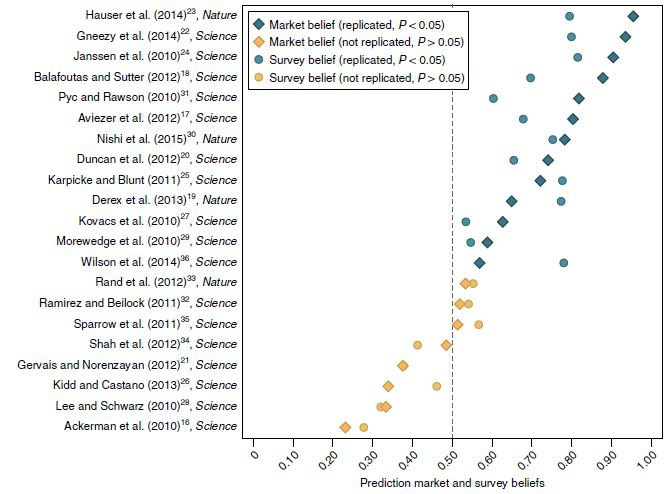 Hauser et al. (2014)²³, Nature
Gneezy et al. (2014)²², Science
Janssen et al. (2010)²⁴, Science
Balafoutas and Sutter (2012)¹⁸, Science
Pyc and Rawson (2010)³¹, Science
Aviezer et al. (2012)¹⁷, Science
Nishi et al. (2015)³⁰, Nature
Duncan et al. (2012)²⁰, Science
Karpicke and Blunt (2011)²⁵, Science
Derex et al. (2013)¹⁹, Nature
Kovacs et al. (2010)²⁷, Science
Morewedge et al. (2010)²⁹, Science
Wilson et al. (2014)³⁶, Science
Rand et al. (2012)³³, Nature
Ramirez and Beilock (2011)³², Science
Sparrow et al. (2011)³⁵, Science
Shah et al. (2012)³⁴, Science
Gervais and Norenzayan (2012)²¹, Science
Kidd and Castano (2013)²⁶, Science
Lee and Schwarz (2010)²⁸, Science
Ackerman et al. (2010)¹⁶, Science
Market belief (replicated, P < 0.05)
Market belief (not replicated, P > 0.05)
Survey belief (replicated, P < 0.05)
Survey belief (not replicated, P > 0.05)
0 0.10 0.20 0.30 0.40 0.50 0.60 0.70 0.80 0.90 1.00
Prediction market and survey beliefs